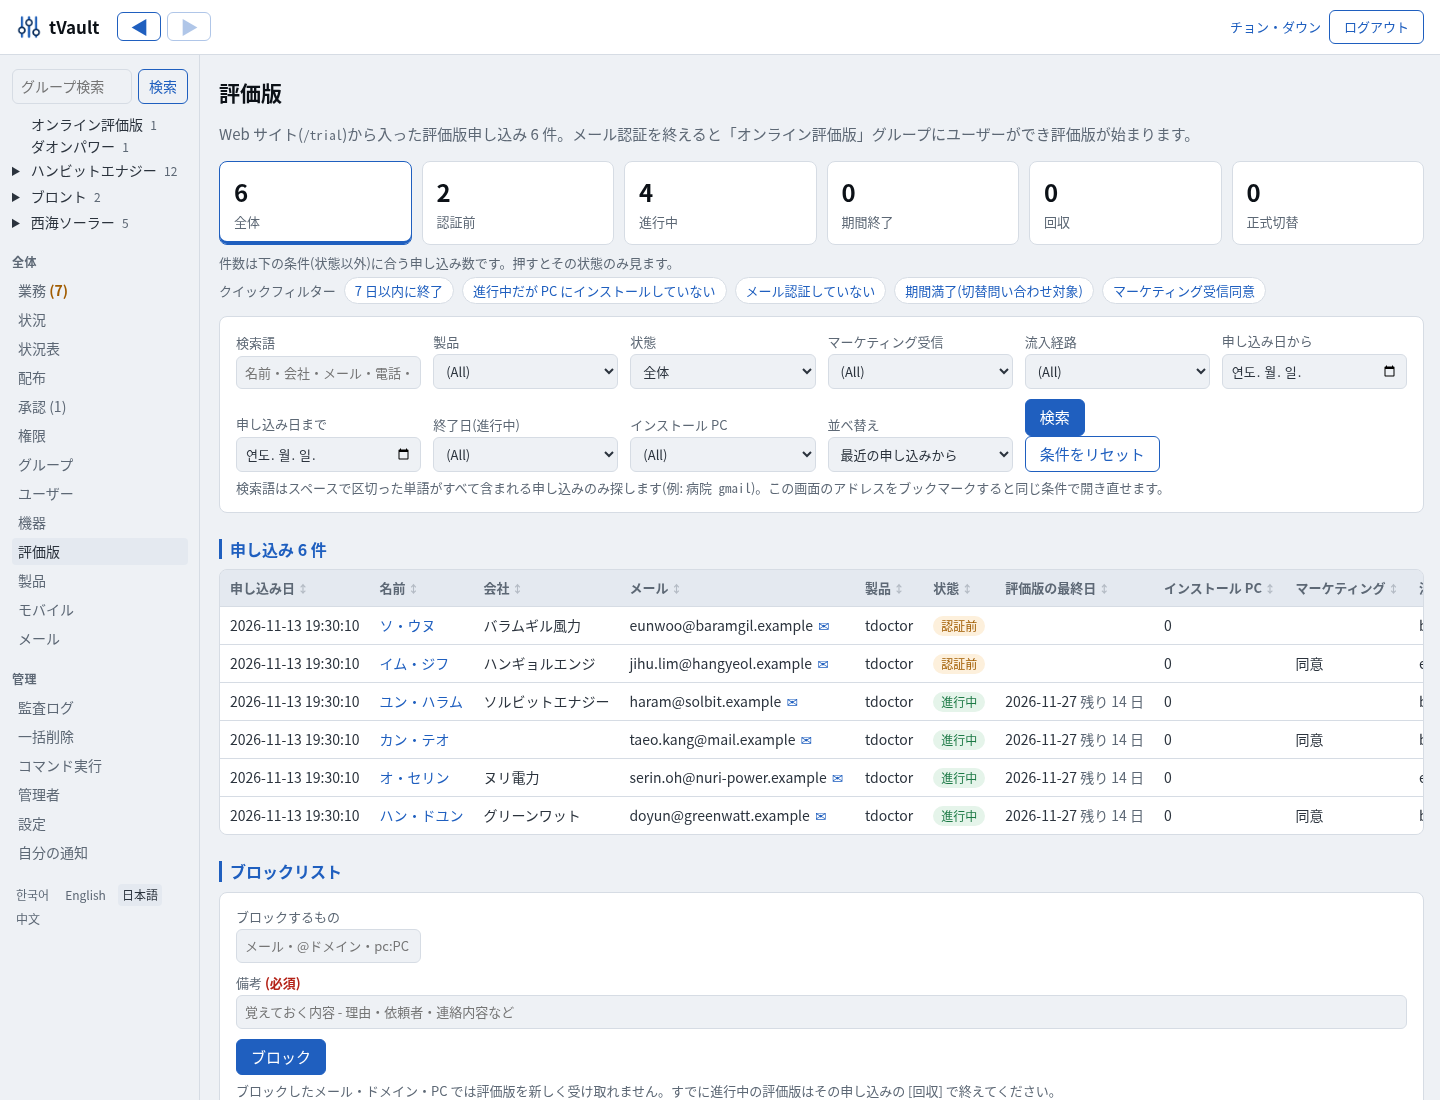 tVault
◀
▶
チョン・ダウン
ログアウト
グループ検索
検索
オンライン評価版 1
ダオンパワー 1
▶ ハンビットエナジー 12
▶ ブロント 2
▶ 西海ソーラー 5
全体
業務 (7)
状況
状況表
配布
承認 (1)
権限
グループ
ユーザー
機器
評価版
製品
モバイル
メール
管理
監査ログ
一括削除
コマンド実行
管理者
設定
自分の通知
한국어 English 日本語
中文
評価版
Web サイト(/trial)から入った評価版申し込み 6 件。メール認証を終えると「オンライン評価版」グループにユーザーができ評価版が始まります。
6 2 4 0 0 0
全体 認証前 進行中 期間終了 回収 正式切替
件数は下の条件(状態以外)に合う申し込み数です。押すとその状態のみ見ます。
クイックフィルター 7 日以内に終了 進行中だが PC にインストールしていない メール認証していない 期間満了(切替問い合わせ対象) マーケティング受信同意
検索語 製品 状態 マーケティング受信 流入経路 申し込み日から
名前・会社・メール・電話・ (All) 全体 (All) (All) 연도. 월. 일.
申し込み日まで 終了日(進行中) インストール PC 並べ替え
연도. 월. 일. (All) (All) 最近の申し込みから
検索
条件をリセット
検索語はスペースで区切った単語がすべて含まれる申し込みのみ探します(例: 病院 gmail)。この画面のアドレスをブックマークすると同じ条件で開き直せます。
申し込み 6 件
申し込み日 ↕ 名前 ↕ 会社 ↕ メール ↕ 製品 ↕ 状態 ↕ 評価版の最終日 ↕ インストール PC ↕ マーケティング ↕
2026-11-13 19:30:10 ソ・ウヌ バラムギル風力 eunwoo@baramgil.example ✉ tdoctor 認証前 0
2026-11-13 19:30:10 イム・ジフ ハンギョルエンジ jihu.lim@hangyeol.example ✉ tdoctor 認証前 0 同意
2026-11-13 19:30:10 ユン・ハラム ソルビットエナジー haram@solbit.example ✉ tdoctor 進行中 2026-11-27 残り 14 日 0
2026-11-13 19:30:10 カン・テオ taeo.kang@mail.example ✉ tdoctor 進行中 2026-11-27 残り 14 日 0 同意
2026-11-13 19:30:10 オ・セリン ヌリ電力 serin.oh@nuri-power.example ✉ tdoctor 進行中 2026-11-27 残り 14 日 0
2026-11-13 19:30:10 ハン・ドユン グリーンワット doyun@greenwatt.example ✉ tdoctor 進行中 2026-11-27 残り 14 日 0 同意
ブロックリスト
ブロックするもの
メール・@ドメイン・pc:PC
備考 (必須)
覚えておく内容 - 理由・依頼者・連絡内容など
ブロック
ブロックしたメール・ドメイン・PC では評価版を新しく受け取れません。すでに進行中の評価版はその申し込みの [回収] で終えてください。